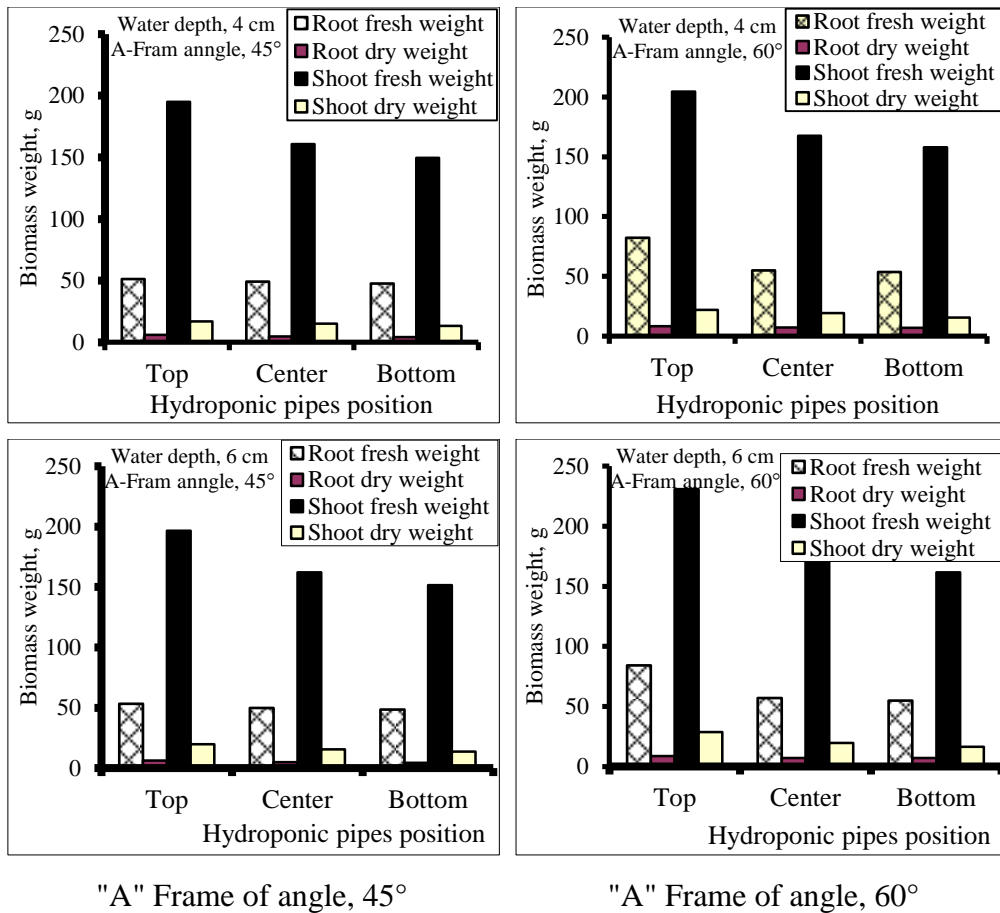 Water depth, 4 cm
A-Fram anngle, 45°
Root fresh weight
Root dry weight
Shoot fresh weight
Shoot dry weight
Biomass weight, g
250
200
150
100
50
0
Top Center Bottom
Hydroponic pipes position
Water depth, 4 cm
A-Fram anngle, 60°
Root fresh weight
Root dry weight
Shoot fresh weight
Shoot dry weight
Biomass weight, g
250
200
150
100
50
0
Top Center Bottom
Hydroponic pipes position
Water depth, 6 cm
A-Fram anngle, 45°
Root fresh weight
Root dry weight
Shoot fresh weight
Shoot dry weight
Biomass weight, g
250
200
150
100
50
0
Top Center Bottom
Hydroponic pipes position
Water depth, 6 cm
A-Fram anngle, 60°
Root fresh weight
Root dry weight
Shoot fresh weight
Shoot dry weight
Biomass weight, g
250
200
150
100
50
0
Top Center Bottom
Hydroponic pipes position
"A" Frame of angle, 45°
"A" Frame of angle, 60°